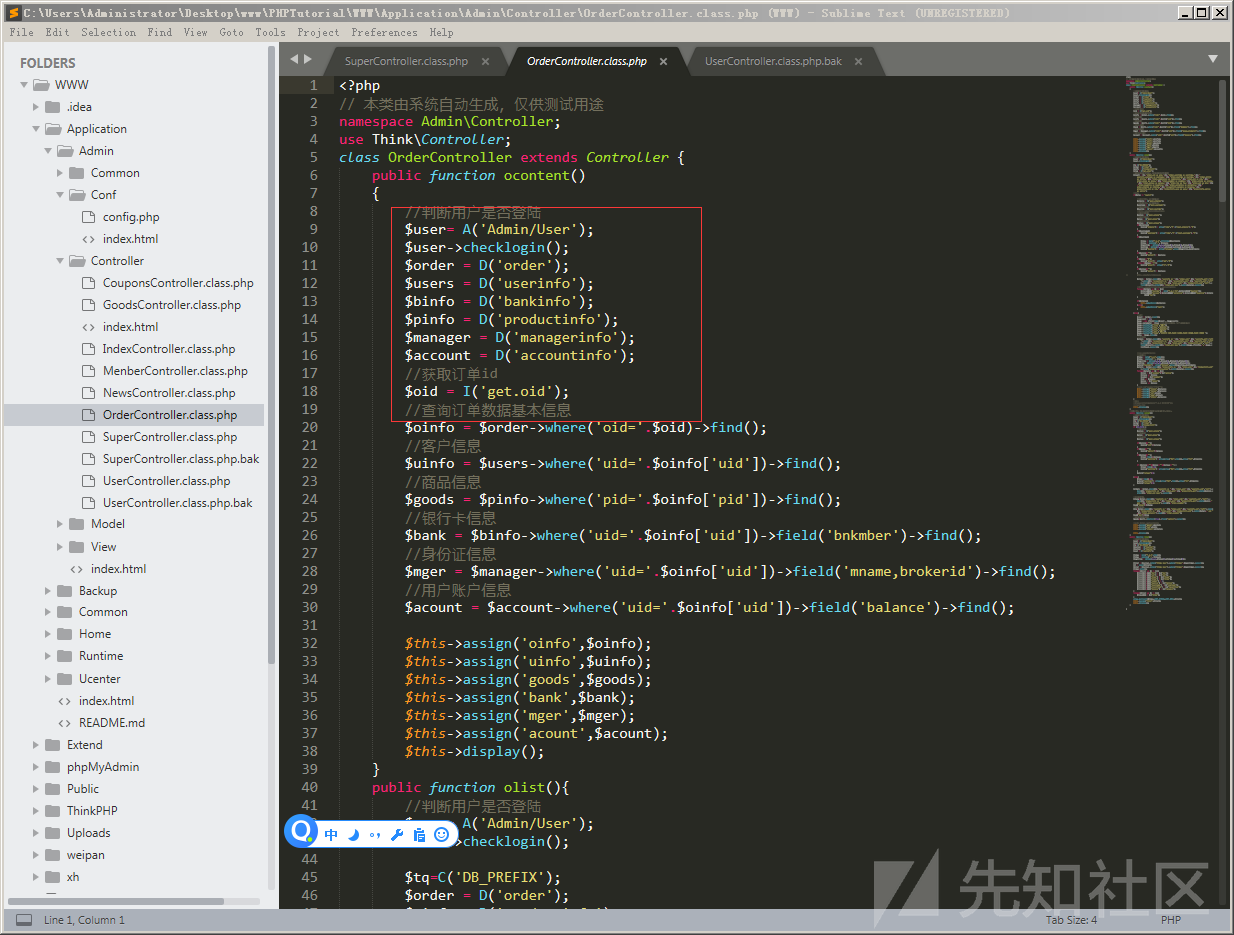 C:\Users\Administrator\Desktop\www\PHPTutorial\WWW\Application\Admin\Controller\OrderController.class.php (WWW) - Sublime Text (UNREGISTERED)
File Edit Selection Find View Goto Tools Project Preferences Help
FOLDERS
WWW
.idea
Application
Admin
Common
Conf
config.php
index.html
Controller
CouponsController.class.php
GoodsController.class.php
index.html
IndexController.class.php
MenberController.class.php
NewsController.class.php
OrderController.class.php
SuperController.class.php
SuperController.class.php.bak
UserController.class.php
UserController.class.php.bak
Model
View
index.html
Backup
Common
Home
Runtime
Ucenter
index.html
README.md
Extend
phpMyAdmin
Public
ThinkPHP
Uploads
weipan
xh
SuperController.class.php OrderController.class.php UserController.class.php.bak
1 <?php
2 // 本类由系统自动生成，仅供测试用途
3 namespace Admin\Controller;
4 use Think\Controller;
5 class OrderController extends Controller {
6 public function ocontent()
7 {
8 //判断用户是否登陆
9 $user= A('Admin/User');
10 $user->checklogin();
11 $order = D('order');
12 $users = D('userinfo');
13 $binfo = D('bankinfo');
14 $pinfo = D('productinfo');
15 $manager = D('managerinfo');
16 $account = D('accountinfo');
17 //获取订单id
18 $oid = I('get.oid');
19 //查询订单数据基本信息
20 $oinfo = $order->where('oid='.$oid)->find();
21 //客户信息
22 $uinfo = $users->where('uid='.$oinfo['uid'])->find();
23 //商品信息
24 $goods = $pinfo->where('pid='.$oinfo['pid'])->find();
25 //银行卡信息
26 $bank = $binfo->where('uid='.$oinfo['uid'])->field('bnkmber')->find();
27 //身份证信息
28 $mger = $manager->where('uid='.$oinfo['uid'])->field('mname,brokerid')->find();
29 //用户账户信息
30 $acount = $account->where('uid='.$oinfo['uid'])->field('balance')->find();
31
32 $this->assign('oinfo',$oinfo);
33 $this->assign('uinfo',$uinfo);
34 $this->assign('goods',$goods);
35 $this->assign('bank',$bank);
36 $this->assign('mger',$mger);
37 $this->assign('acount',$acount);
38 $this->display();
39 }
40 public function olist(){
41 //判断用户是否登陆
A('Admin/User');
中
checklogin();
44
45 $tq=C('DB_PREFIX');
46 $order = D('order');
先知社区
Line 1, Column 1
Tab Size: 4
PHP